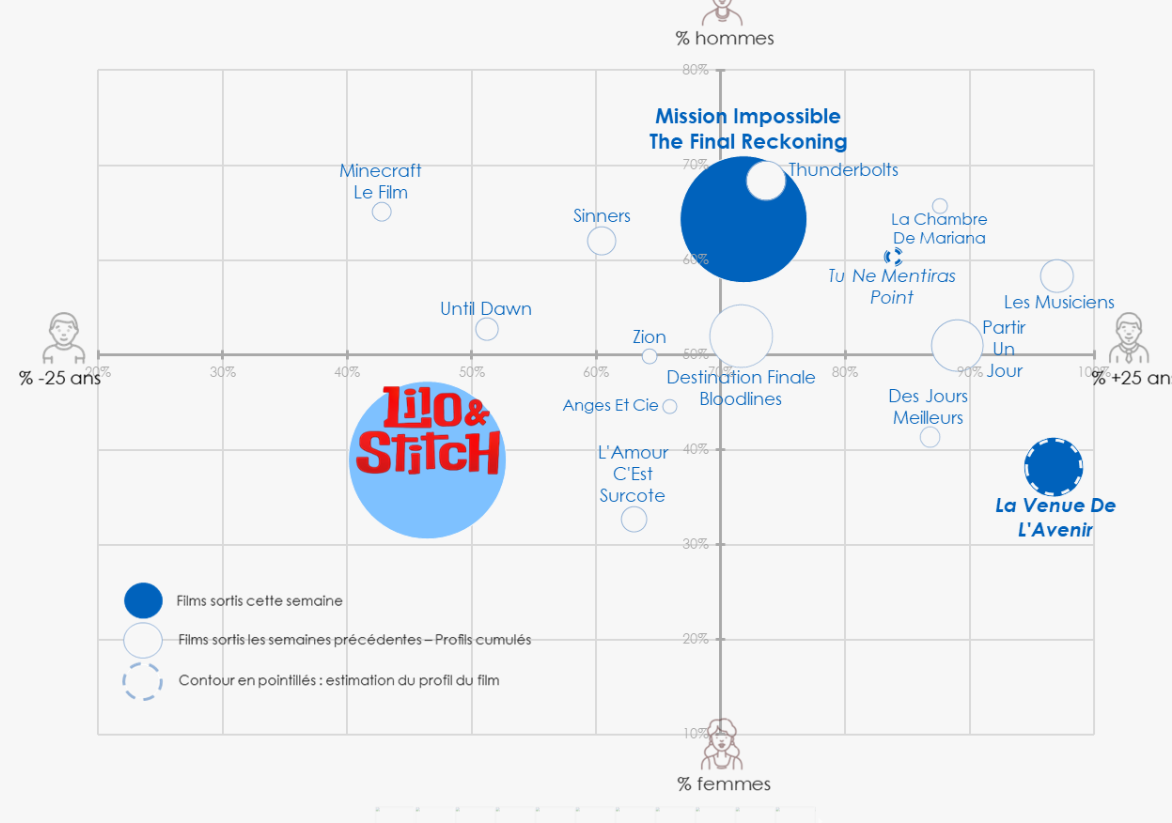 % hommes
80%
Mission Impossible
The Final Reckoning
70%
Thunderbolts
Minecraft
Le Film
Sinners
La Chambre
De Mariana
60%
Tu Ne Mentiras
Point
Les Musiciens
Until Dawn
Zion
Partir
Un
Jour
50%
% -25 ans
20%
30%
40%
50%
60%
70%
80%
90%
100%
% +25 ans
Destination Finale
Bloodlines
Lilo &
Stitch
Anges Et Cie
Des Jours
Meilleurs
40%
L'Amour
C'Est
Surcote
La Venue De
L'Avenir
30%
Films sortis cette semaine
Films sortis les semaines précédentes – Profils cumulés
20%
Contour en pointillés : estimation du profil du film
10%
% femmes